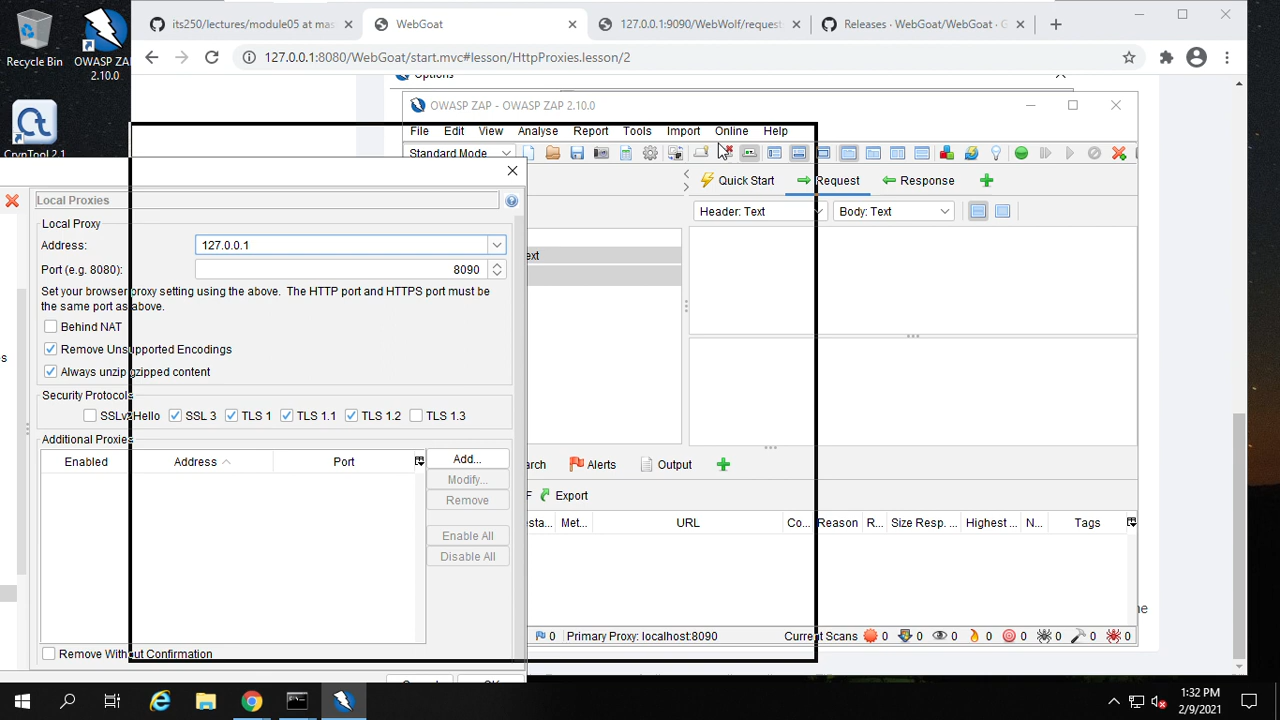 its250/lectures/module05 at mas
WebGoat
127.0.0.1:9090/WebWolf/request
Releases · WebGoat/WebGoat · G
127.0.0.1:8080/WebGoat/start.mvc#lesson/HttpProxies.lesson/2
Recycle Bin
OWASP ZAP
2.10.0
CrypTool 2.1
Options
OWASP ZAP - OWASP ZAP 2.10.0
File Edit View Analyse Report Tools Import Online Help
Standard Mode
Quick Start
Request
Response
Header: Text
Body: Text
ext
Local Proxies
Local Proxy
Address:
127.0.0.1
Port (e.g. 8080):
8090
Set your browser proxy setting using the above. The HTTP port and HTTPS port must be
the same port as above.
Behind NAT
Remove Unsupported Encodings
Always unzip gzipped content
Security Protocols
SSLv2Hello SSL 3 TLS 1 TLS 1.1 TLS 1.2 TLS 1.3
Additional Proxies
Enabled Address Port
Add...
Modify...
Remove
Enable All
Disable All
Remove Without Confirmation
s
arch
Alerts
Output
F
Export
esta... Met... URL Co... Reason R... Size Resp. ... Highest ... N... Tags
ne
0 Primary Proxy: localhost:8090
Current Scans 0 0 0 0 0 0 0 0
1:32 PM
2/9/2021